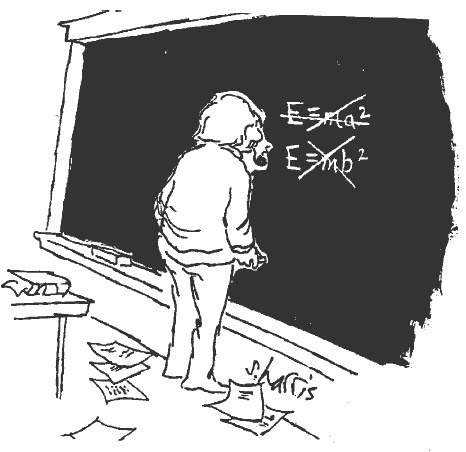 E=ma²
E=mb²
S. Harris